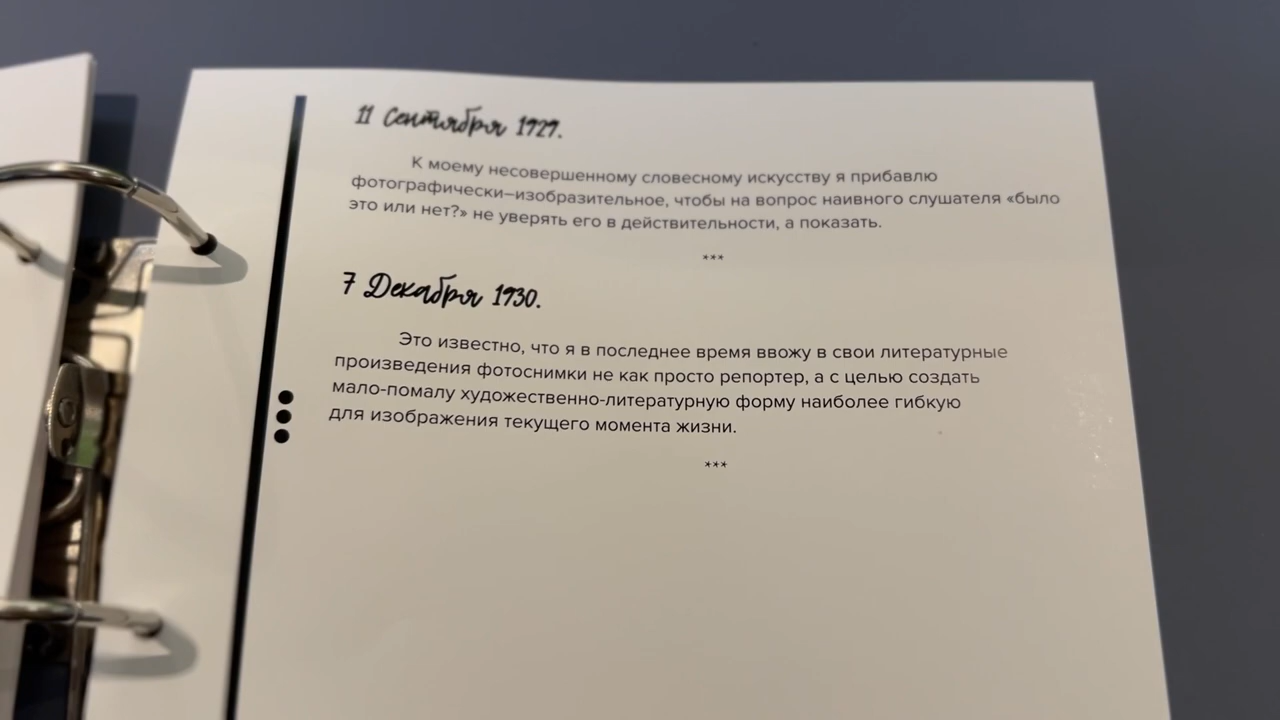 11 Сентября 1929.
К моему несовершенному словесному искусству я прибавлю
фотографически–изобразительное, чтобы на вопрос наивного слушателя «было
это или нет?» не уверять его в действительности, а показать.
***
7 Декабря 1930.
Это известно, что я в последнее время ввожу в свои литературные
произведения фотоснимки не как просто репортер, а с целью создать
мало-помалу художественно-литературную форму наиболее гибкую
для изображения текущего момента жизни.
***